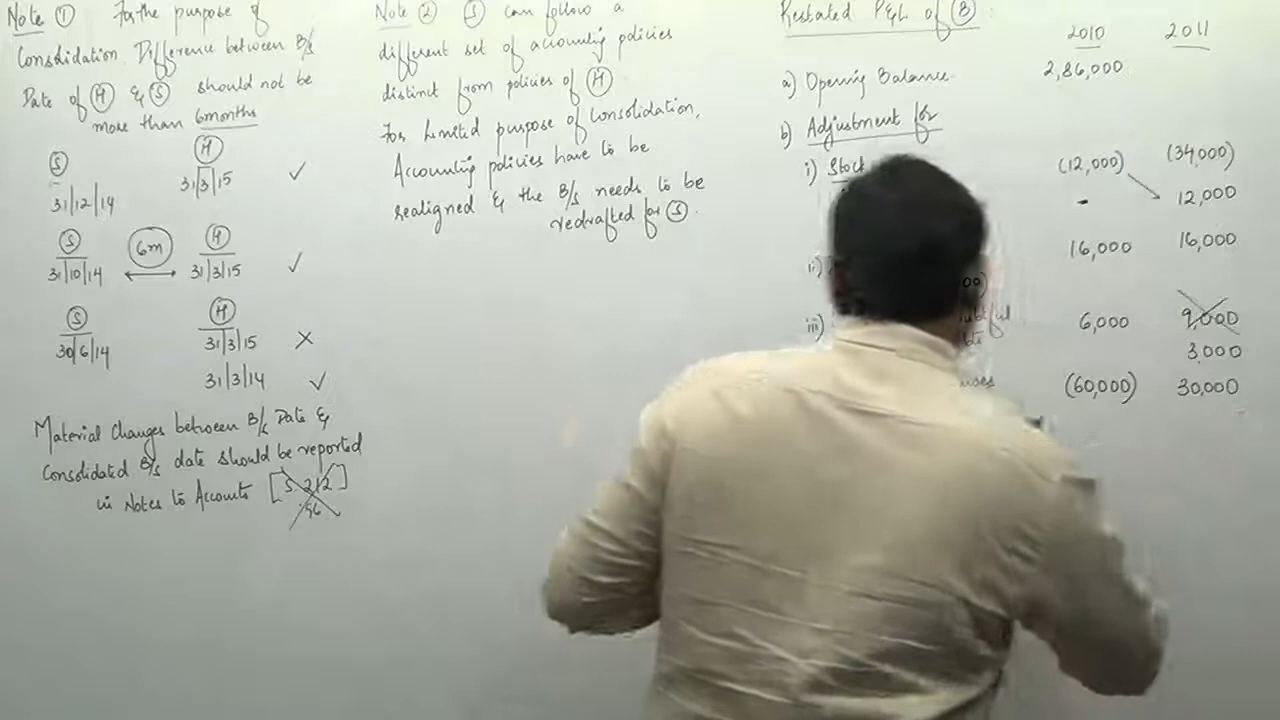 Note ① For the purpose of
Consolidation. Difference between B/s
Date of Ⓗ & Ⓢ should not be
more than 6months
Ⓢ Ⓗ
31/12/14 31/3/15 ✓
Ⓢ 6m Ⓗ
31/10/14 31/3/15 ✓
Ⓢ Ⓗ
30/6/14 31/3/15 ×
31/3/14 ✓
Material Changes between B/s Date &
Consolidated B/s date should be reported
in Notes to Accounts [S. 212]
Note ② Ⓢ can follow a
different set of accounting policies
distinct from policies of Ⓗ
For Limited purpose of Consolidation,
Accounting policies have to be
realigned & the B/s needs to be
redrafted for Ⓢ.
Restated P&L of Ⓑ
2010 2011
a) Opening Balance 2,86,000
b) Adjustment for
i) Stock (12,000) (34,000)
- 12,000
ii) 16,000 16,000
iii) 6,000 9,000
3,000
(60,000) 30,000